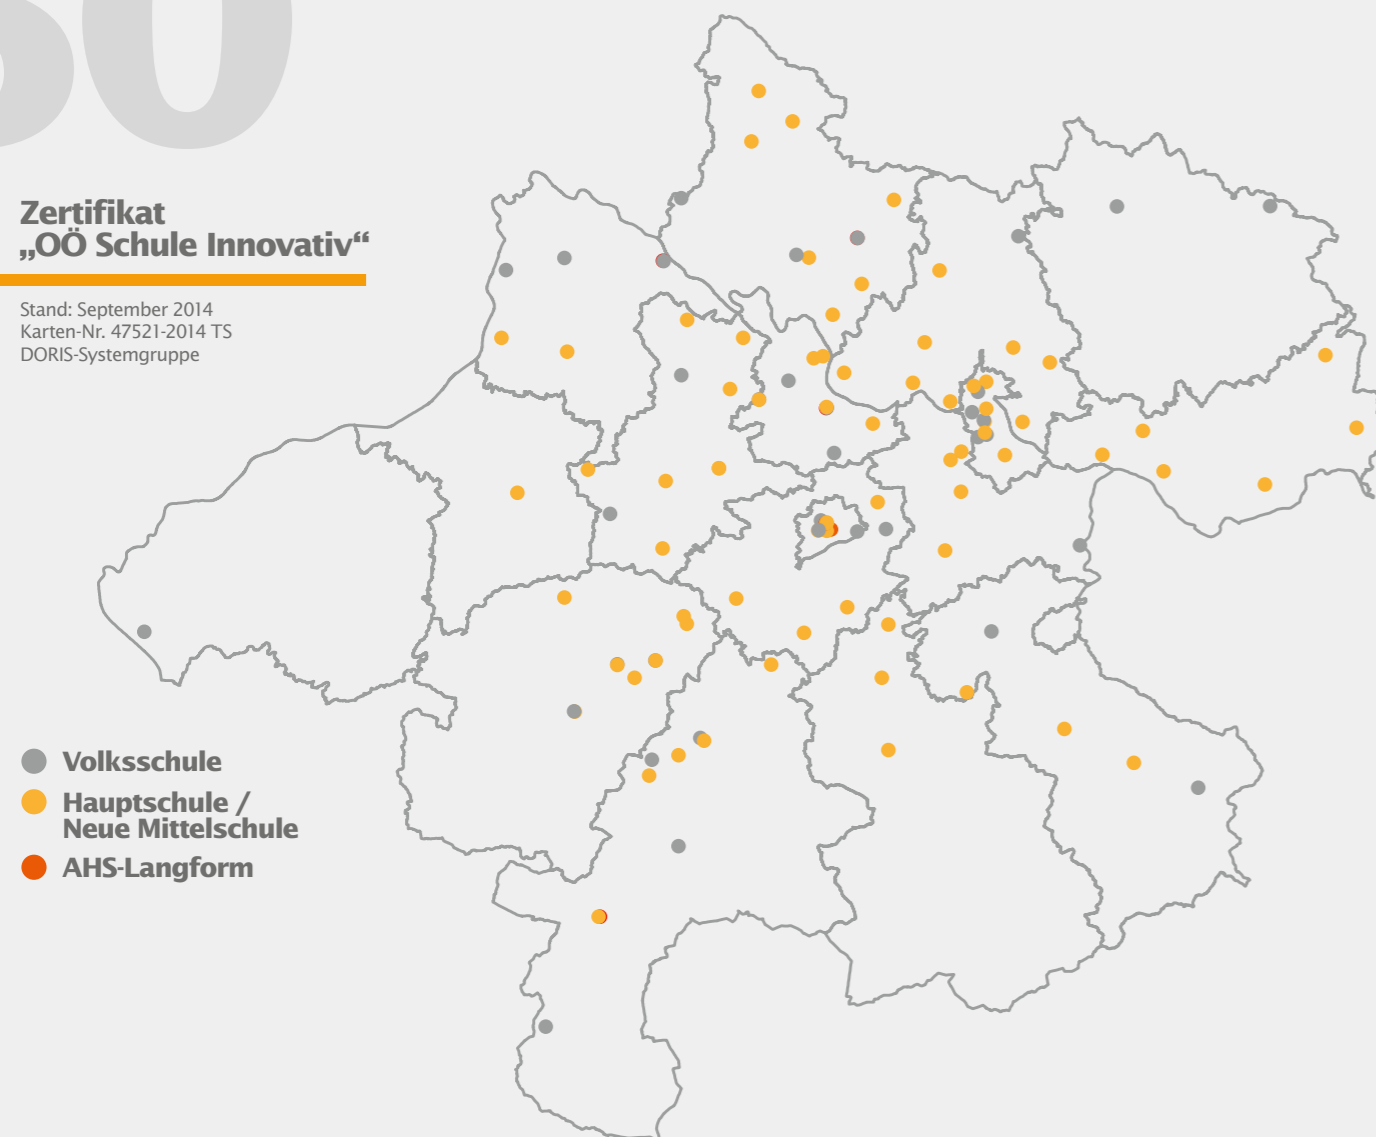 Zertifikat
„OÖ Schule Innovativ“
Stand: September 2014
Karten-Nr. 47521-2014 TS
DORIS-Systemgruppe
Volksschule
Hauptschule /
Neue Mittelschule
AHS-Langform